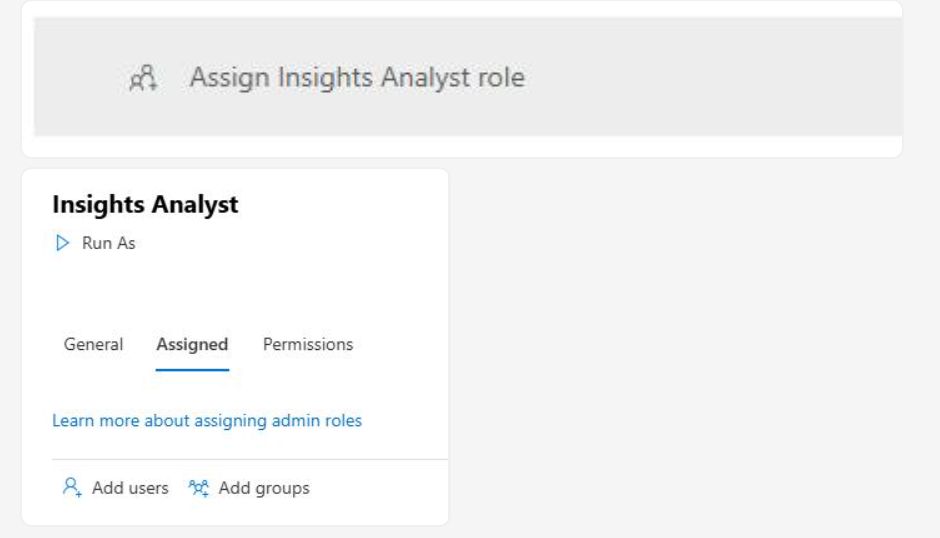 Assign Insights Analyst role
Insights Analyst
Run As
General Assigned Permissions
Learn more about assigning admin roles
Add users Add groups